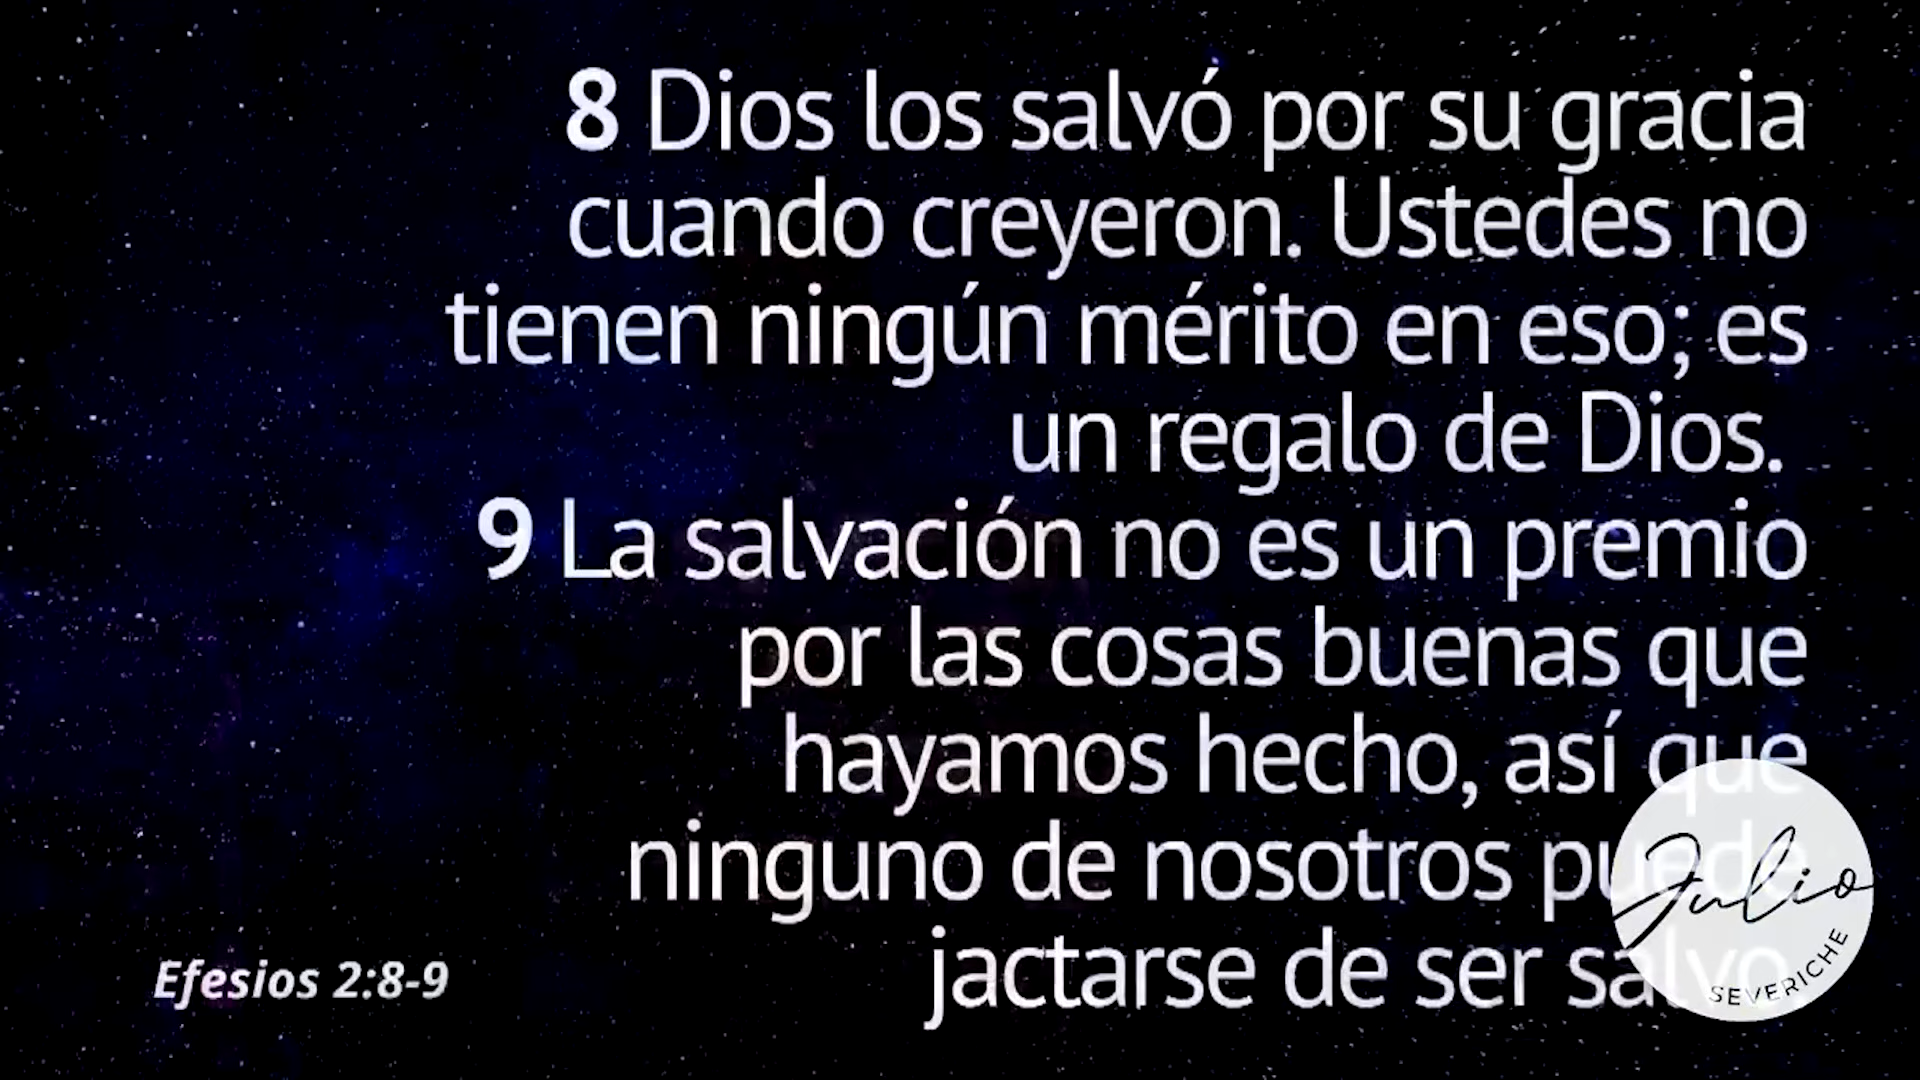 8 Dios los salvó por su gracia
cuando creyeron. Ustedes no
tienen ningún mérito en eso; es
un regalo de Dios.
9 La salvación no es un premio
por las cosas buenas que
hayamos hecho, así que
ninguno de nosotros puede
jactarse de ser salvo.
Efesios 2:8-9
Julio
SEVERICHE